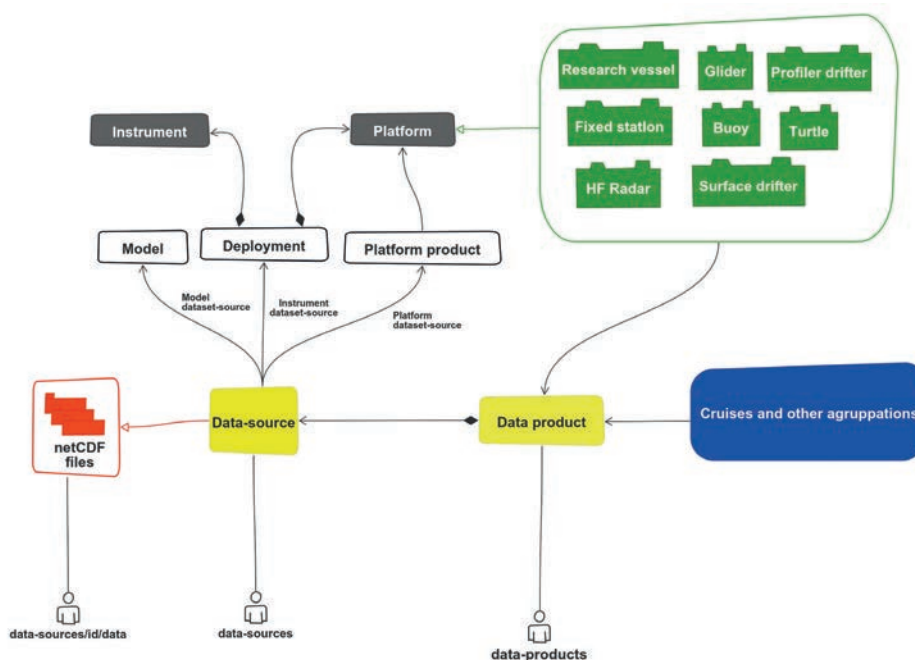 Research vessel
Glider
Profiler drifter
Instrument
Platform
Fixed station
Buoy
Turtle
HF Radar
Surface drifter
Model
Deployment
Platform product
Model
dataset-source
Instrument
dataset-source
Platform
dataset-source
netCDF
files
Data-source
Data product
Cruises and other agruppations
data-sources/id/data
data-sources
data-products